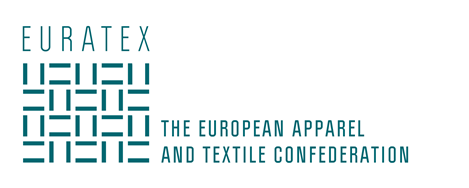 EURATEX
THE EUROPEAN APPAREL
AND TEXTILE CONFEDERATION